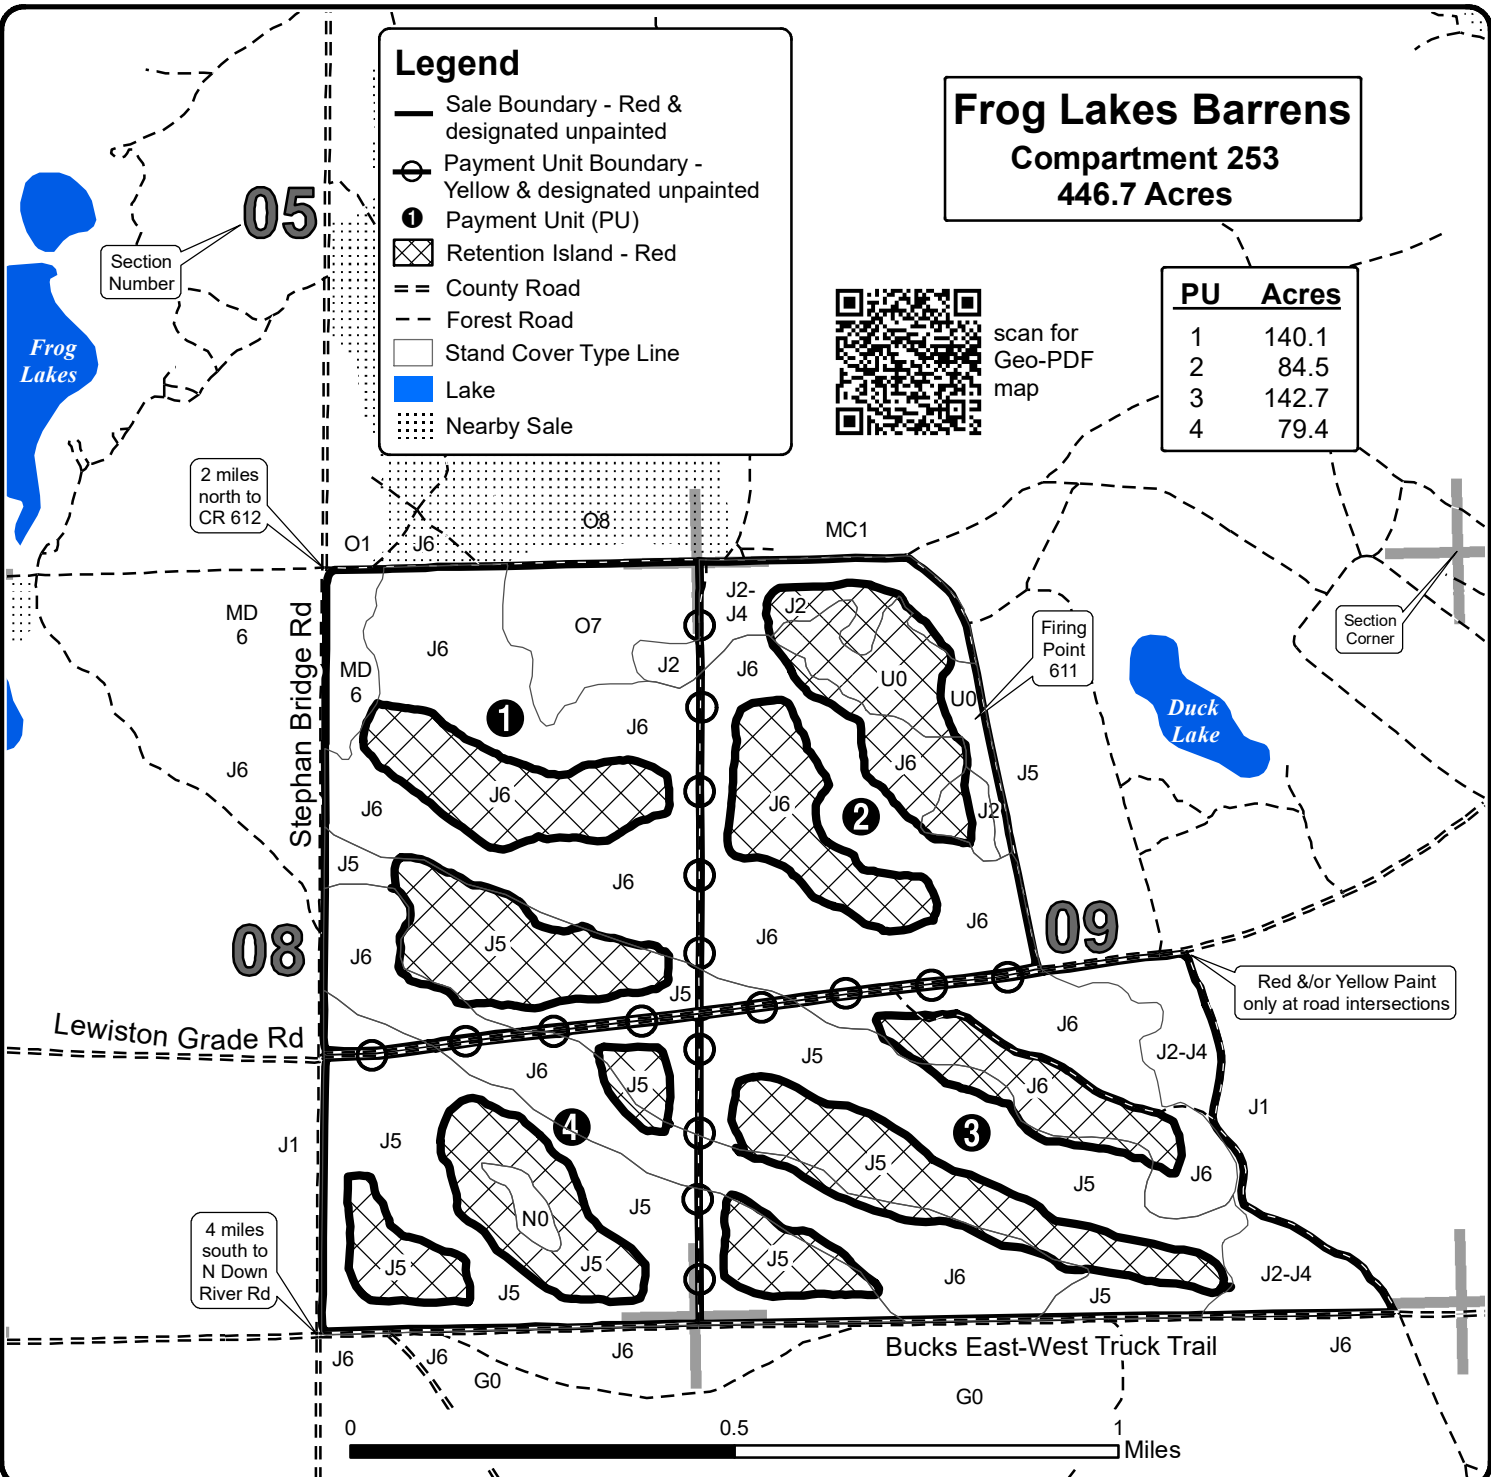 Legend
Sale Boundary - Red &
designated unpainted
Payment Unit Boundary -
Yellow & designated unpainted
1 Payment Unit (PU)
Retention Island - Red
County Road
Forest Road
Stand Cover Type Line
Lake
Nearby Sale
Frog Lakes Barrens
Compartment 253
446.7 Acres
PU Acres
1 140.1
2 84.5
3 142.7
4 79.4
scan for
Geo-PDF
map
05
Section
Number
Frog
Lakes
2 miles
north to
CR 612
O1
J6
O8
MC1
Section
Corner
MD
6
Stephan Bridge Rd
J6
O7
J2-
J4
J2
Firing
Point
611
MD
6
J2
J6
U0
U0
Duck
Lake
1
J6
J6
J6
J5
J6
J6
J6
2
J2
J5
J6
08
J6
J5
J6
J6
09
J5
Red &/or Yellow Paint
only at road intersections
Lewiston Grade Rd
J6
J5
J5
J6
J2-J4
J6
J1
J1
J5
4
3
J5
J5
J6
J5
N0
4 miles
south to
N Down
River Rd
J5
J5
J5
J5
J6
J5
J2-J4
Bucks East-West Truck Trail
J6
J6
J6
J6
G0
G0
0 0.5 1
Miles